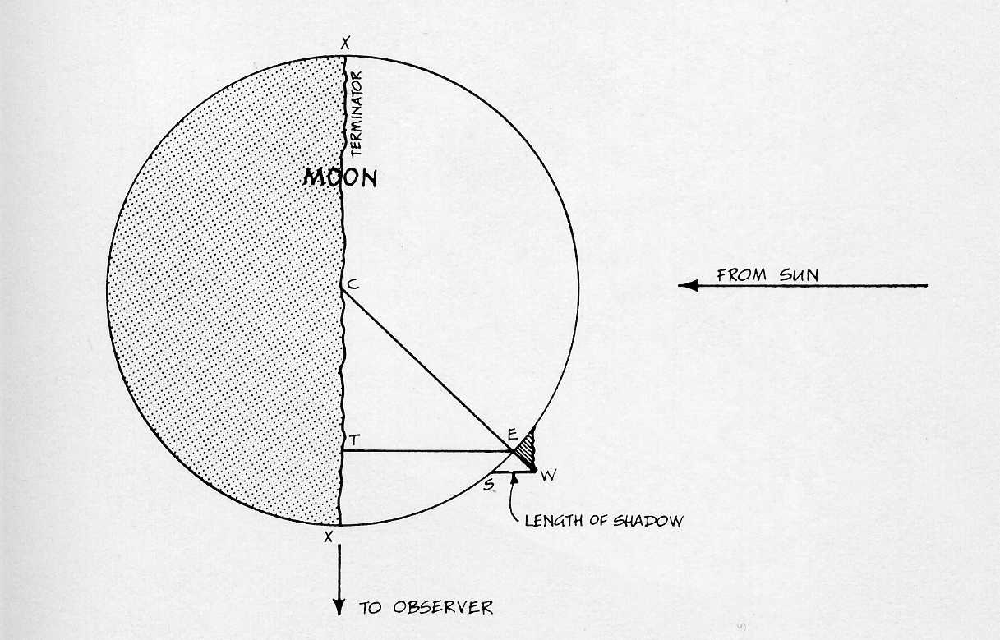 X
TERMINATOR
MOON
FROM SUN
C
T
E
W
S
LENGTH OF SHADOW
X
TO OBSERVER